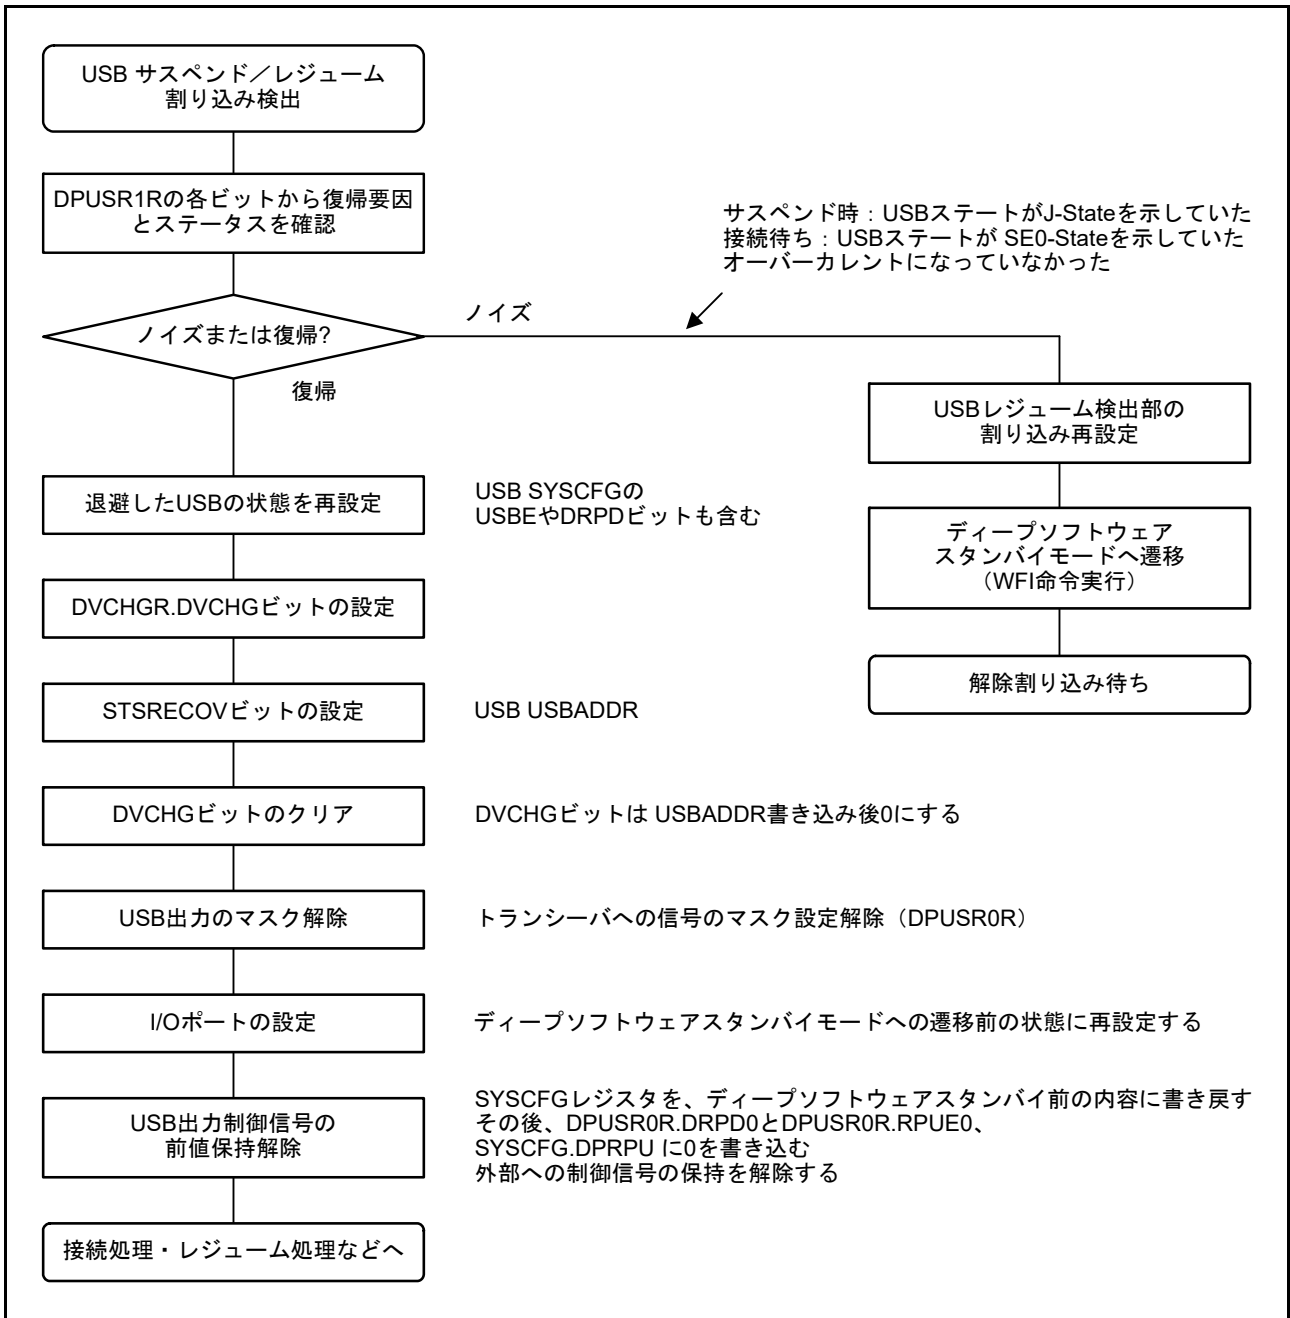 USB サスペンド／レジューム
割り込み検出
DPUSR1Rの各ビットから復帰要因
とステータスを確認
サスペンド時：USBステートがJ-Stateを示していた
接続待ち：USBステートが SE0-Stateを示していた
オーバーカレントになっていなかった
ノイズまたは復帰?
ノイズ
復帰
USBレジューム検出部の
割り込み再設定
退避したUSBの状態を再設定
USB SYSCFGの
USBEやDRPDビットも含む
ディープソフトウェア
スタンバイモードへ遷移
（WFI命令実行）
DVCHGR.DVCHGビットの設定
解除割り込み待ち
STSRECOVビットの設定
USB USBADDR
DVCHGビットのクリア
DVCHGビットは USBADDR書き込み後0にする
USB出力のマスク解除
トランシーバへの信号のマスク設定解除（DPUSR0R）
I/Oポートの設定
ディープソフトウェアスタンバイモードへの遷移前の状態に再設定する
USB出力制御信号の
前値保持解除
SYSCFGレジスタを、ディープソフトウェアスタンバイ前の内容に書き戻す
その後、DPUSR0R.DRPD0とDPUSR0R.RPUE0、
SYSCFG.DPRPU に0を書き込む
外部への制御信号の保持を解除する
接続処理・レジューム処理などへ